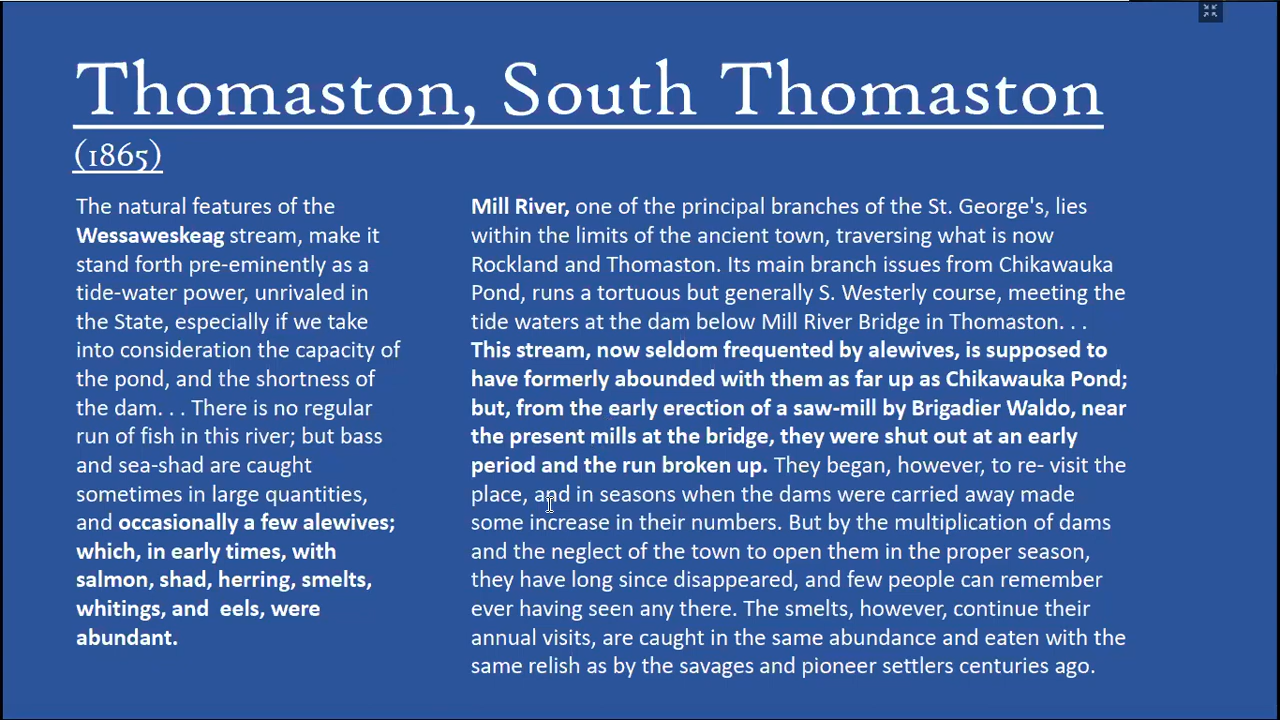 Thomaston, South Thomaston
(1865)
The natural features of the
Wessaweskeag stream, make it
stand forth pre-eminently as a
tide-water power, unrivaled in
the State, especially if we take
into consideration the capacity of
the pond, and the shortness of
the dam. . . There is no regular
run of fish in this river; but bass
and sea-shad are caught
sometimes in large quantities,
and occasionally a few alewives;
which, in early times, with
salmon, shad, herring, smelts,
whitings, and  eels, were
abundant.
Mill River, one of the principal branches of the St. George's, lies
within the limits of the ancient town, traversing what is now
Rockland and Thomaston. Its main branch issues from Chikawauka
Pond, runs a tortuous but generally S. Westerly course, meeting the
tide waters at the dam below Mill River Bridge in Thomaston. . .
This stream, now seldom frequented by alewives, is supposed to
have formerly abounded with them as far up as Chikawauka Pond;
but, from the early erection of a saw-mill by Brigadier Waldo, near
the present mills at the bridge, they were shut out at an early
period and the run broken up. They began, however, to re- visit the
place, and in seasons when the dams were carried away made
some increase in their numbers. But by the multiplication of dams
and the neglect of the town to open them in the proper season,
they have long since disappeared, and few people can remember
ever having seen any there. The smelts, however, continue their
annual visits, are caught in the same abundance and eaten with the
same relish as by the savages and pioneer settlers centuries ago.